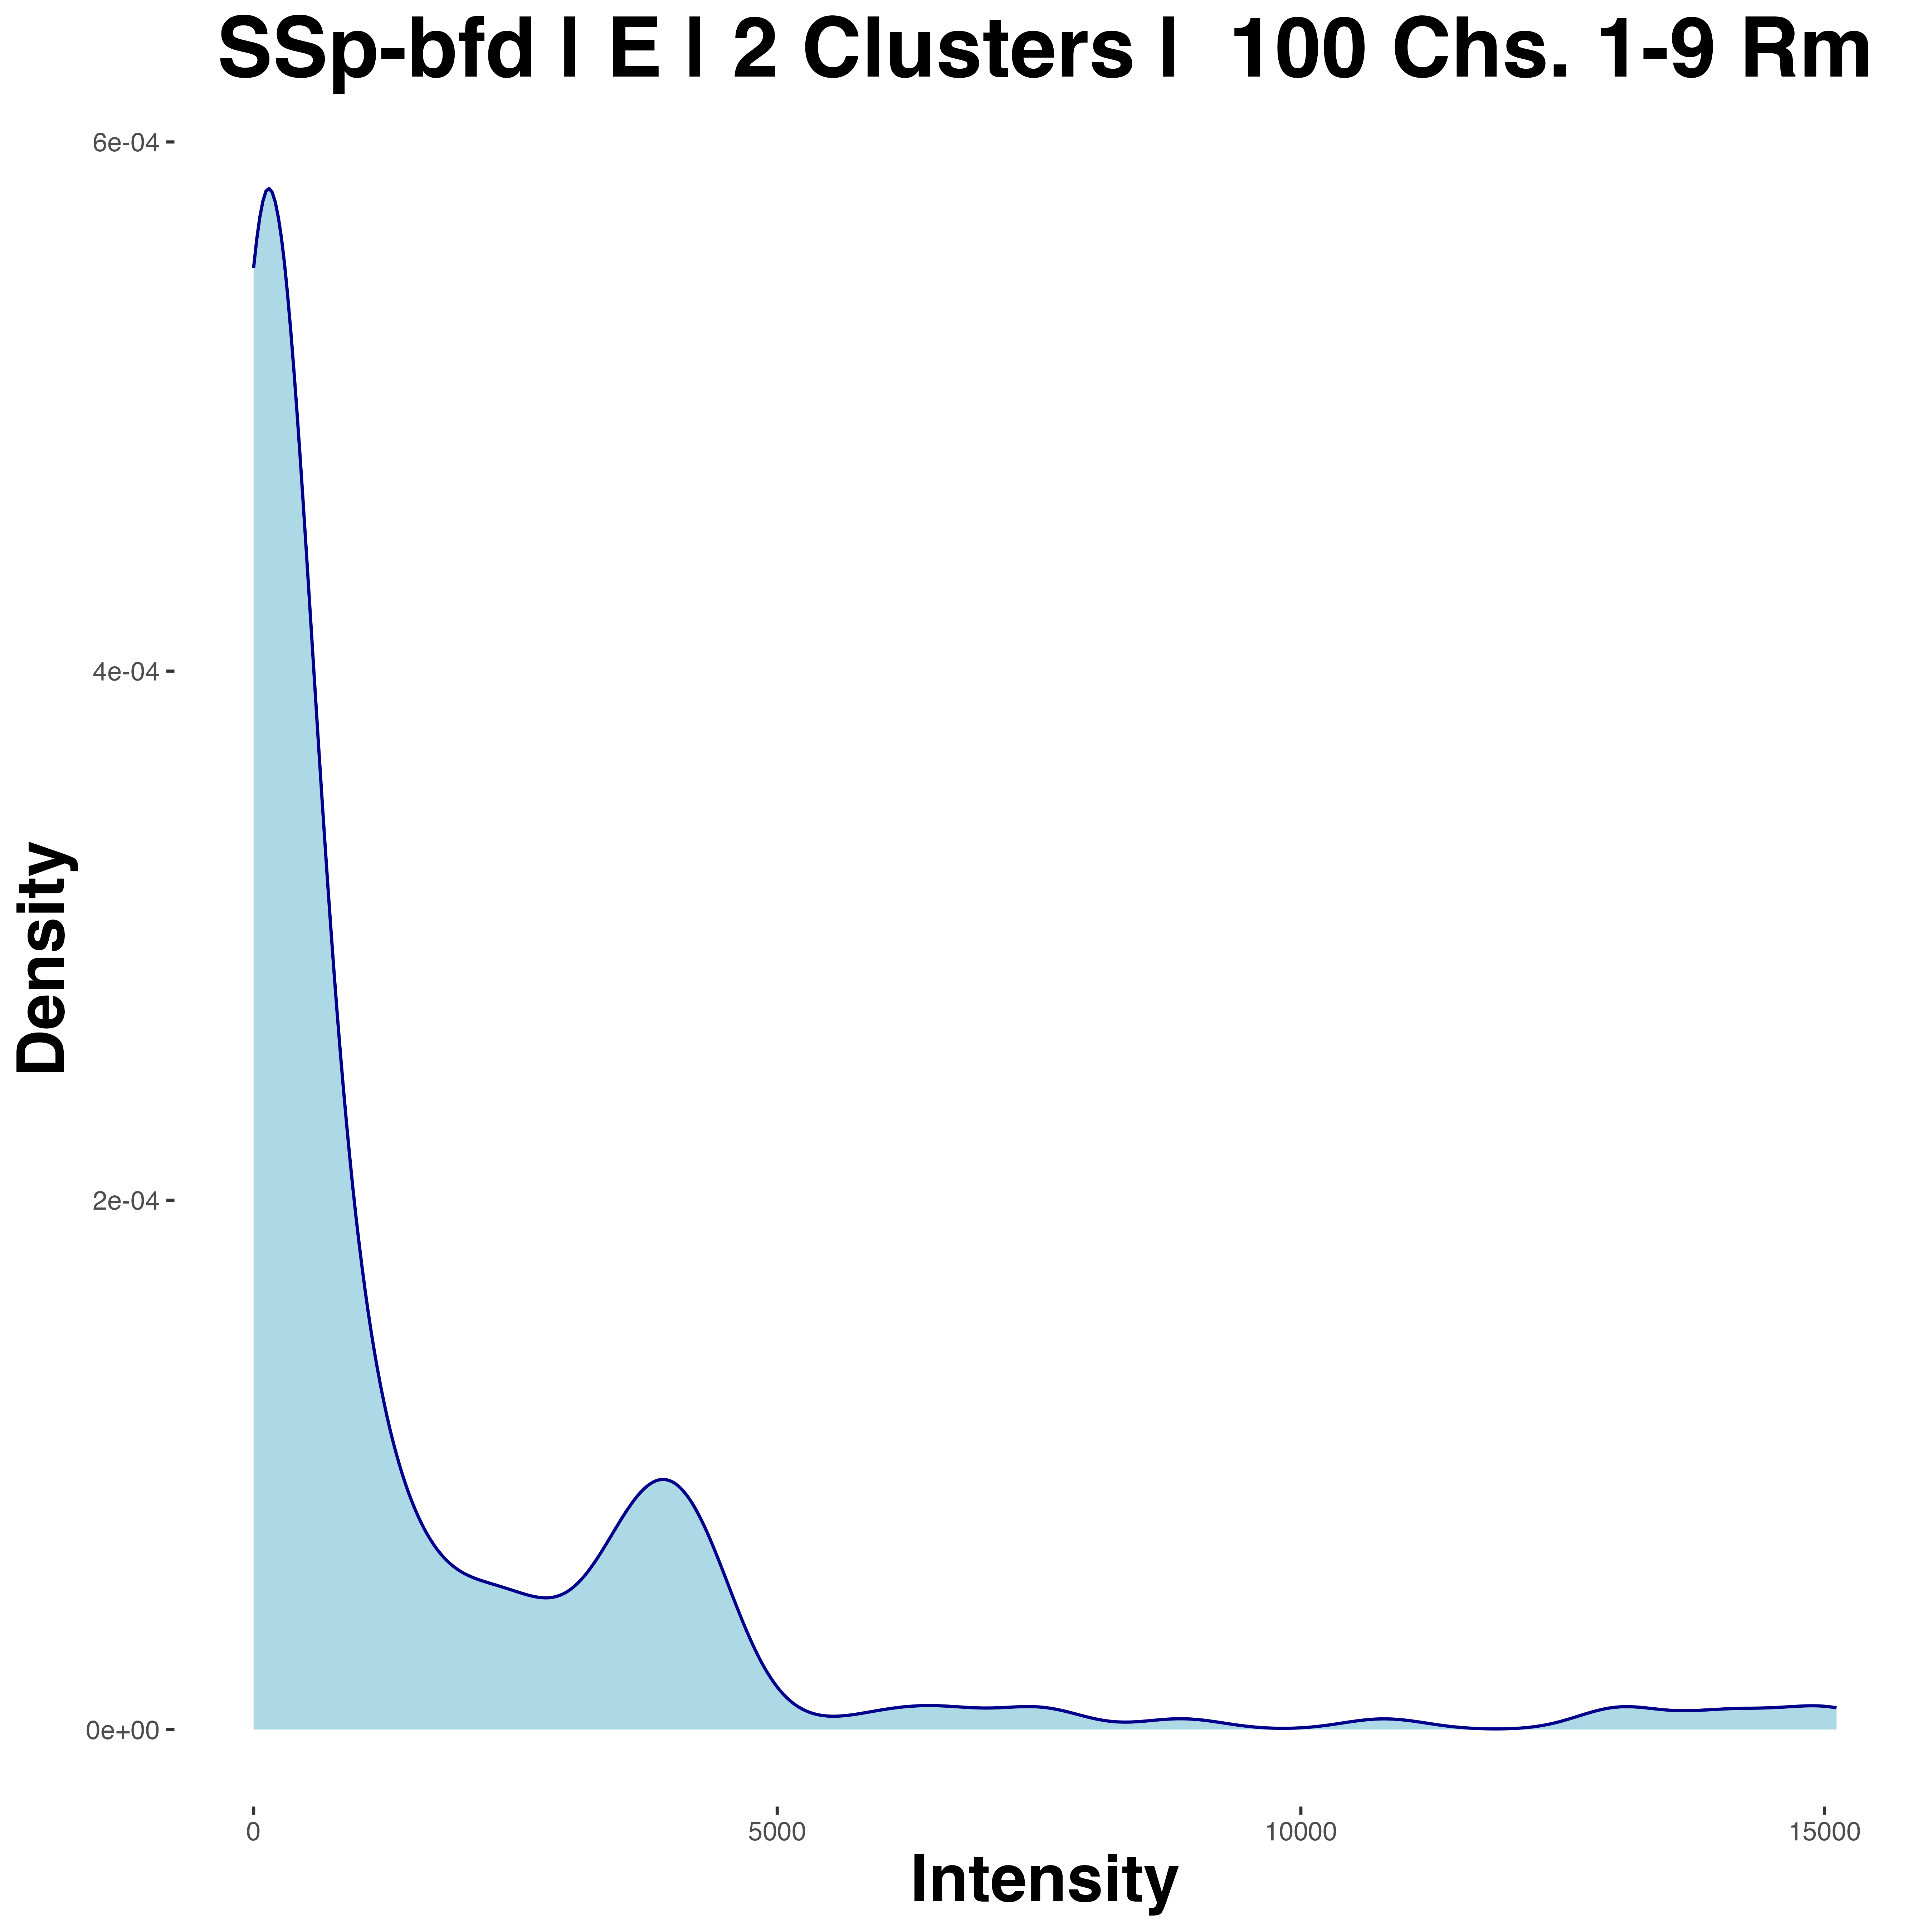 SSp-bfd | E | 2 Clusters | 100 Chs. 1-9 Rm
6e-04
4e-04
2e-04
0e+00
Density
0 5000 10000 15000
Intensity